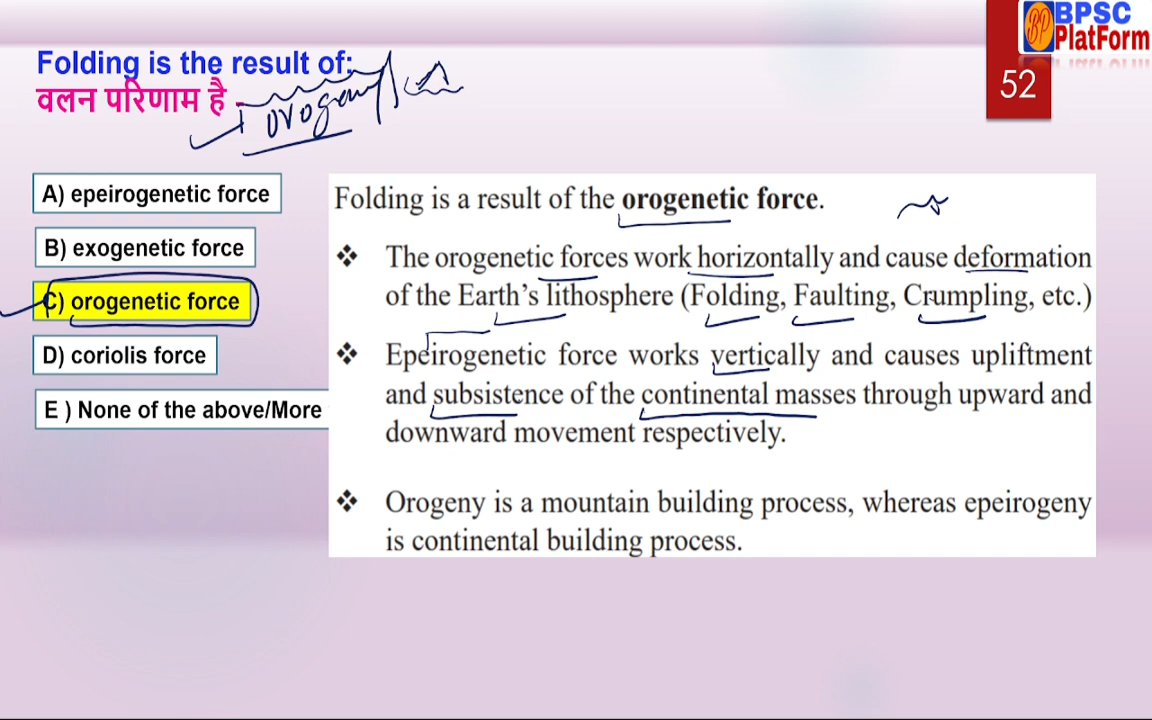 BPSC
PlatForm
52
Folding is the result of:
वलन परिणाम है -
orogeny
A) epeirogenetic force
B) exogenetic force
C) orogenetic force
D) coriolis force
E ) None of the above/More
Folding is a result of the orogenetic force.
❖ The orogenetic forces work horizontally and cause deformation
of the Earth's lithosphere (Folding, Faulting, Crumpling, etc.)
❖ Epeirogenetic force works vertically and causes upliftment
and subsistence of the continental masses through upward and
downward movement respectively.
❖ Orogeny is a mountain building process, whereas epeirogeny
is continental building process.